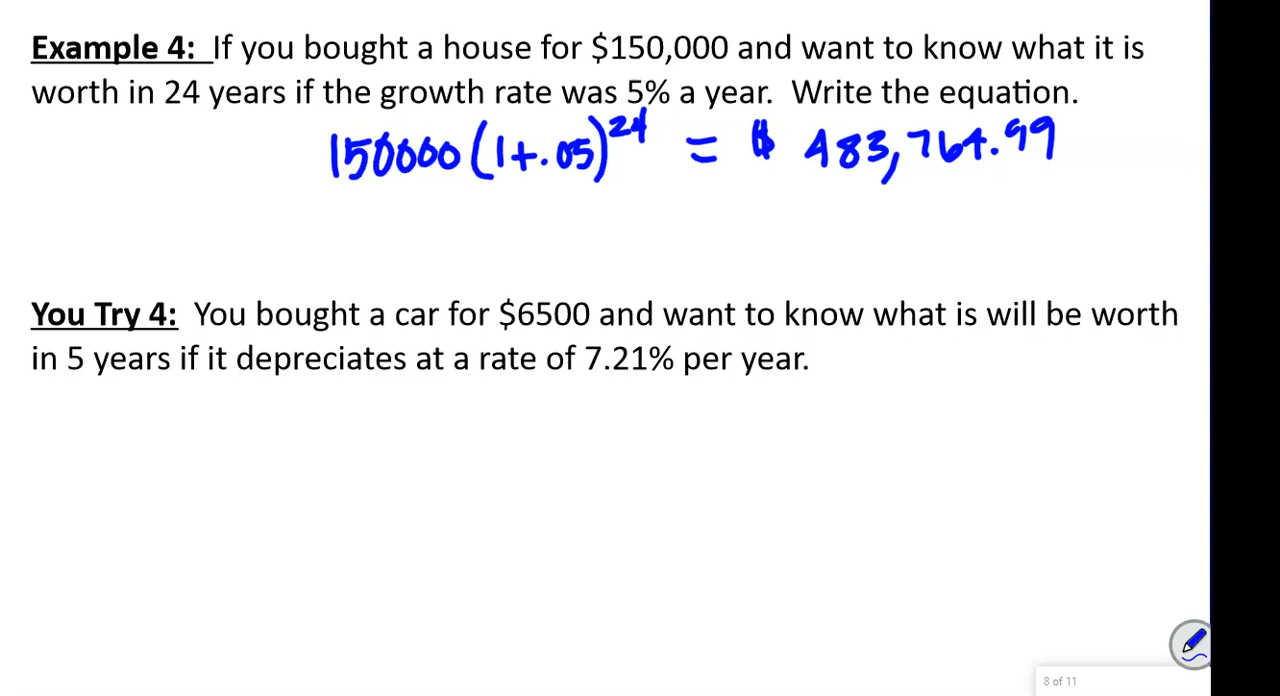 Example 4: If you bought a house for $150,000 and want to know what it is
worth in 24 years if the growth rate was 5% a year. Write the equation.
150000(1+.05)^24 = $ 483,764.99
You Try 4: You bought a car for $6500 and want to know what is will be worth
in 5 years if it depreciates at a rate of 7.21% per year.
8 of 11